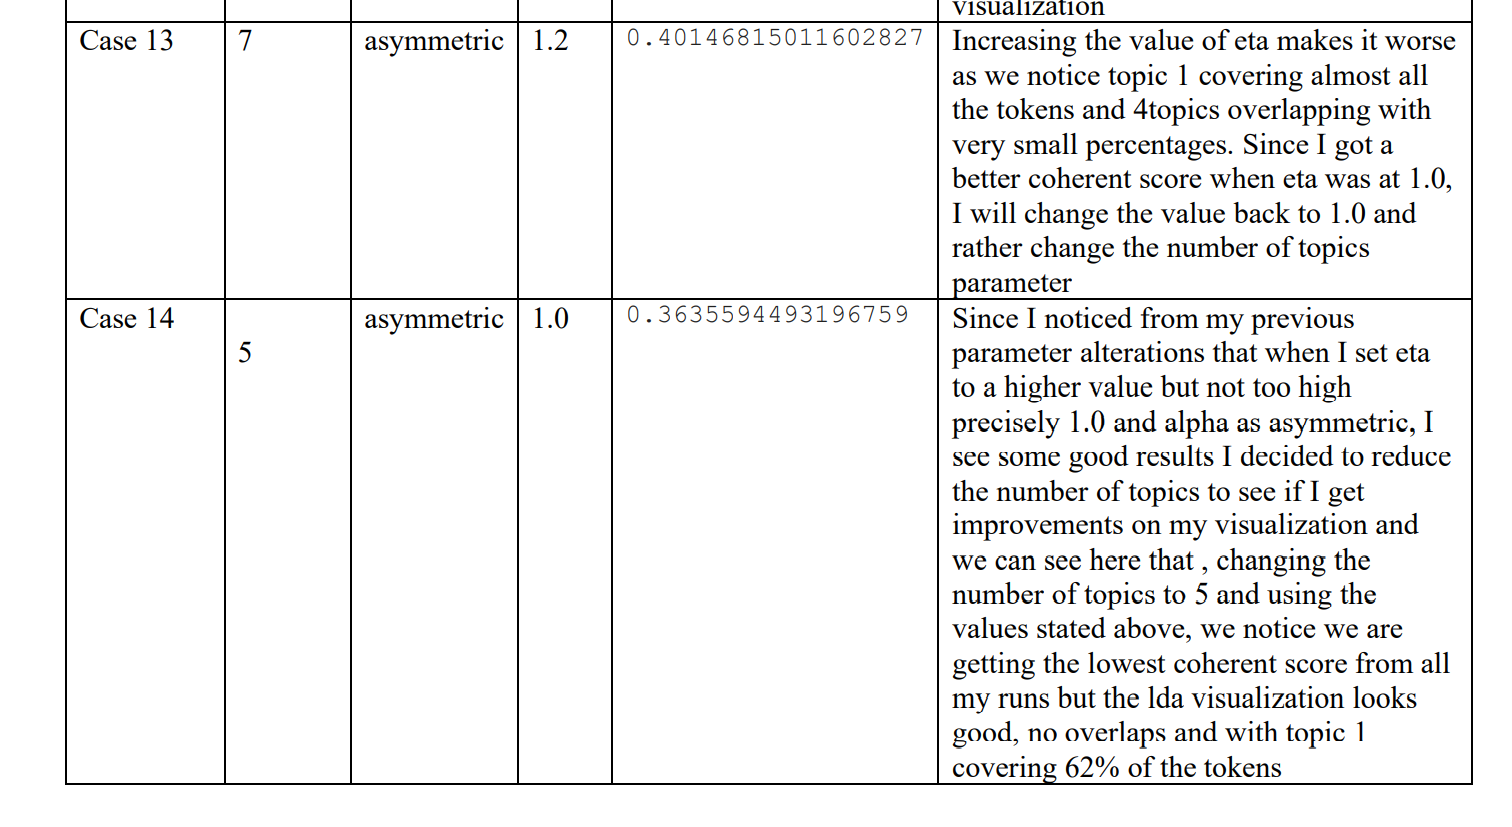 visualization
Case 13 7 asymmetric 1.2 0.40146815011602827 Increasing the value of eta makes it worse
as we notice topic 1 covering almost all
the tokens and 4topics overlapping with
very small percentages. Since I got a
better coherent score when eta was at 1.0,
I will change the value back to 1.0 and
rather change the number of topics
parameter
Case 14 asymmetric 1.0 0.3635594493196759 Since I noticed from my previous
5 parameter alterations that when I set eta
to a higher value but not too high
precisely 1.0 and alpha as asymmetric, I
see some good results I decided to reduce
the number of topics to see if I get
improvements on my visualization and
we can see here that , changing the
number of topics to 5 and using the
values stated above, we notice we are
getting the lowest coherent score from all
my runs but the lda visualization looks
good, no overlaps and with topic 1
covering 62% of the tokens